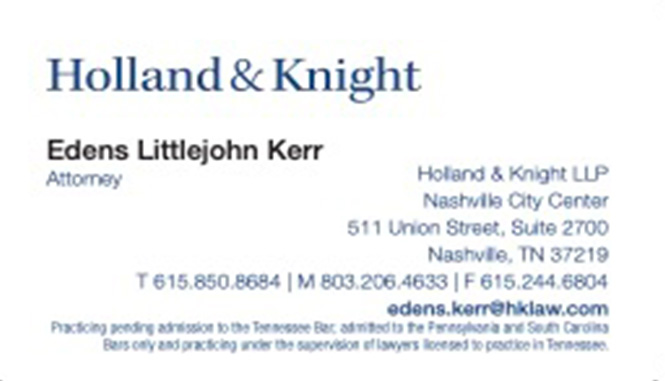 Holland & Knight
Edens Littlejohn Kerr
Attorney
Holland & Knight LLP
Nashville City Center
511 Union Street, Suite 2700
Nashville, TN 37219
T 615.850.8684 | M 803.206.4633 | F 615.244.6804
edens.kerr@hklaw.com
Practicing pending admission to the Tennessee Bar, admitted to the Pennsylvania and South Carolina
Bars only and practicing under the supervision of lawyers licensed to practice in Tennessee.